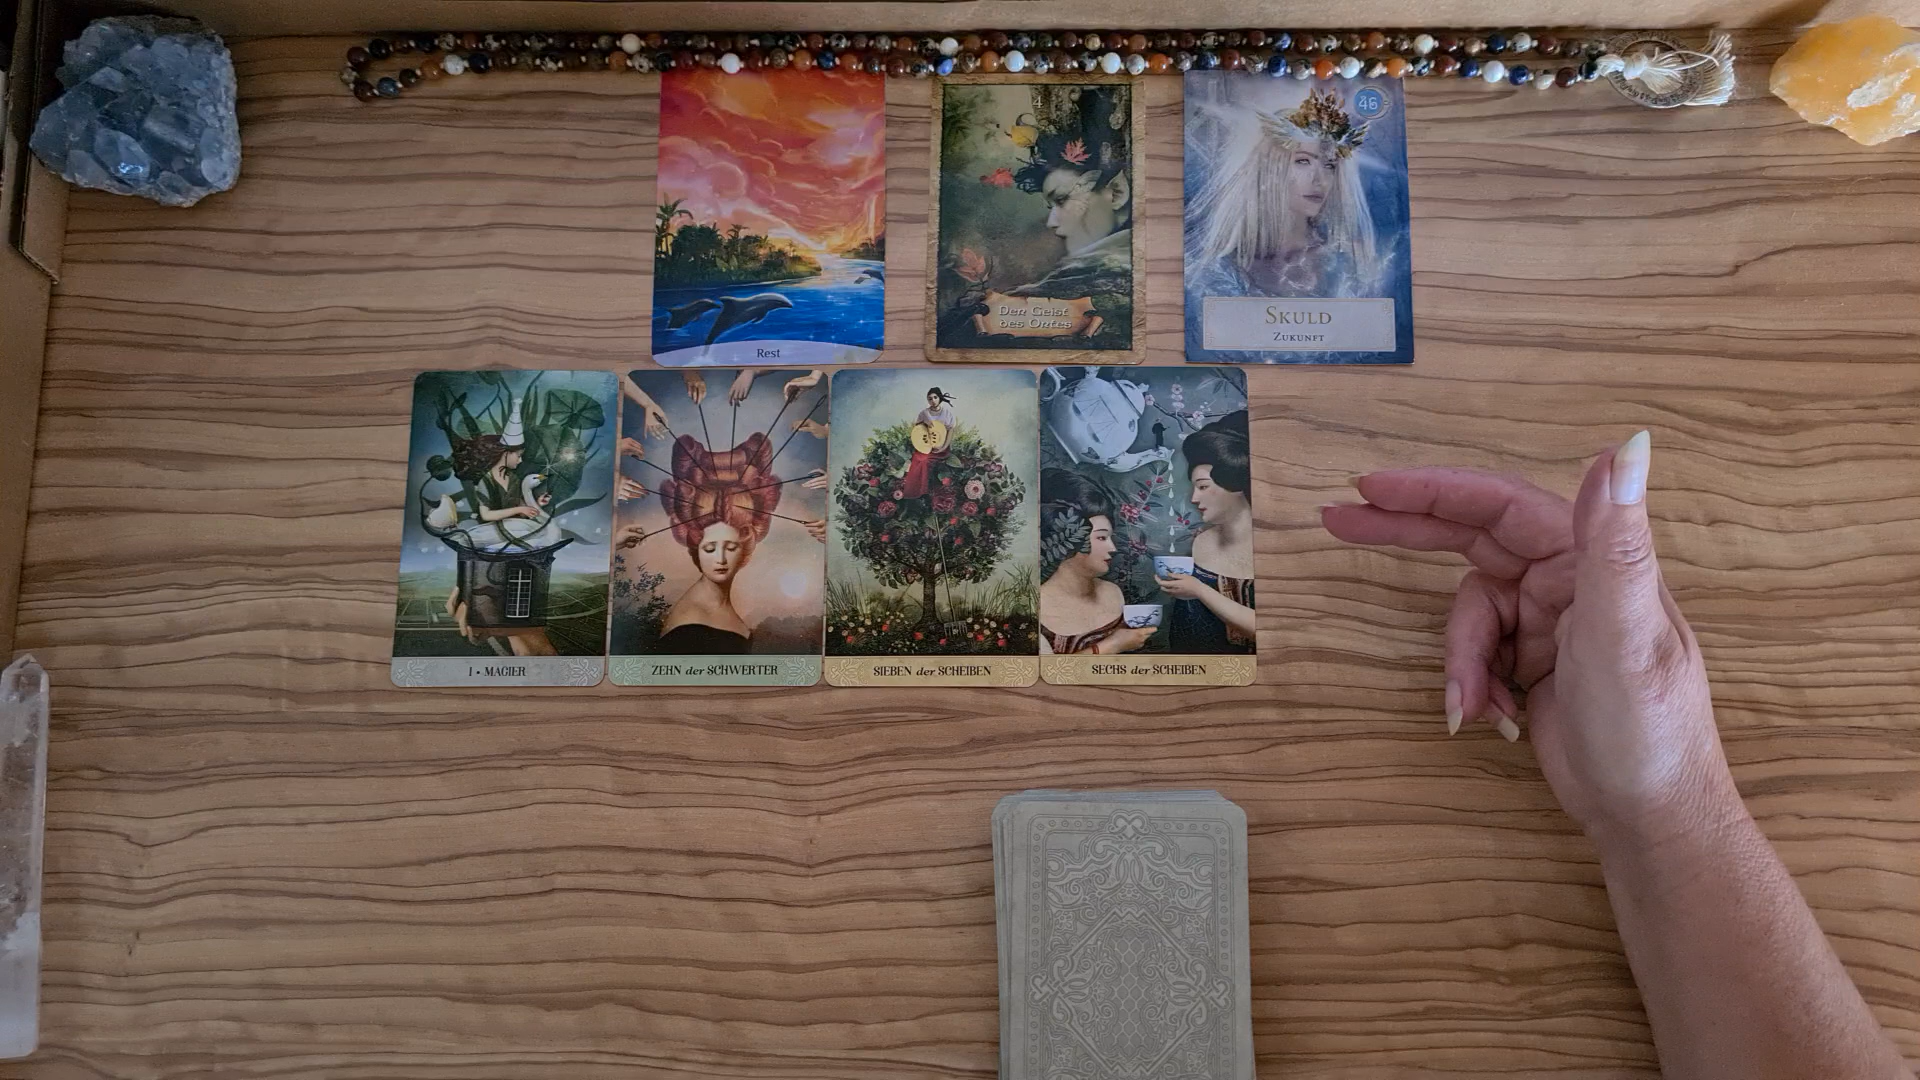 Rest
4
Der Geist
des Ortes
46
SKULD
ZUKUNFT
I • MAGIER
ZEHN der SCHWERTER
SIEBEN der SCHEIBEN
SECHS der SCHEIBEN